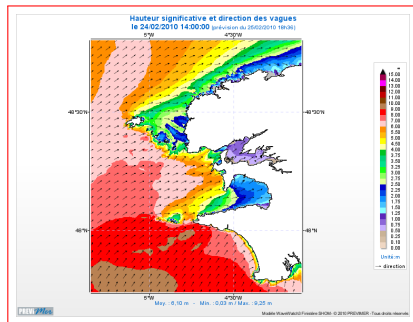 Hauteur significative et direction des vagues
le 24/02/2010 14:00:00 (prévision du 25/02/2010 16h36)
5°W
4°30'W
48°30'N
48°N
5°W
4°30'W
m
15.00
14.00
13.00
12.00
11.00
10.00
9.00
8.00
7.00
6.00
5.00
4.50
4.00
3.75
3.50
3.25
3.00
2.75
2.50
2.25
2.00
1.75
1.50
1.25
1.00
0.75
0.50
0.40
0.30
0.20
0.10
0.00
Unité:m
→ direction
Moy. : 6,10 m - Min. : 0,03 m / Max. : 9,25 m
PREVIMER
Modèle WaveWatch3 Finistère-SHOM - © 2010 PREVIMER - Tous droits réservés